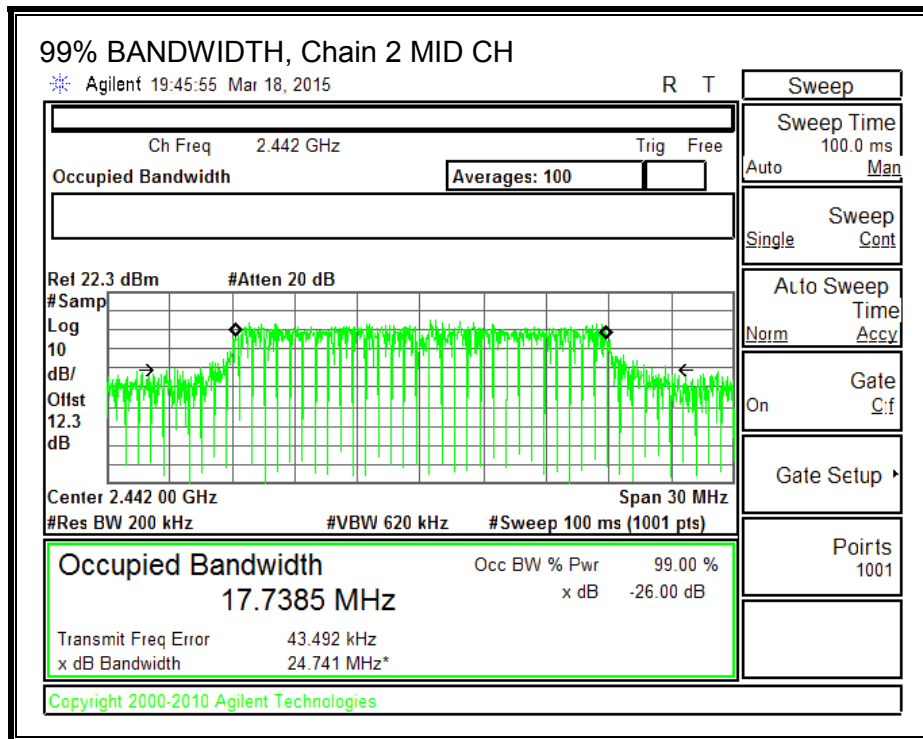 99% BANDWIDTH, Chain 2 MID CH
Agilent 19:45:55 Mar 18, 2015 R T
Ch Freq 2.442 GHz Trig Free
Occupied Bandwidth Averages: 100
Ref 22.3 dBm #Atten 20 dB
#Samp
Log
10
dB/
Offst
12.3
dB
Center 2.442 00 GHz Span 30 MHz
#Res BW 200 kHz #VBW 620 kHz #Sweep 100 ms (1001 pts)
Occupied Bandwidth Occ BW % Pwr 99.00 %
17.7385 MHz x dB -26.00 dB
Transmit Freq Error 43.492 kHz
x dB Bandwidth 24.741 MHz*
Copyright 2000-2010 Agilent Technologies
Sweep
Sweep Time
100.0 ms
Auto Man
Sweep
Single Cont
Auto Sweep
Time
Norm Accy
Gate
On Off
Gate Setup
Points
1001